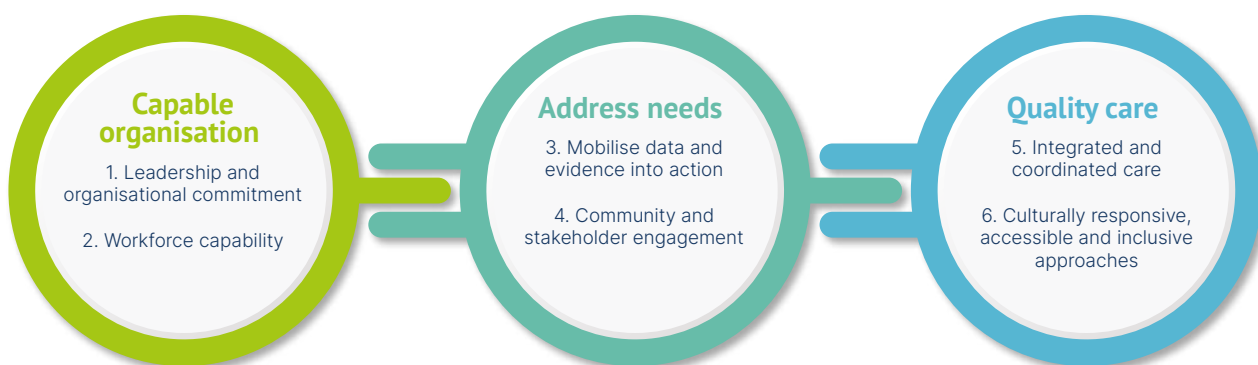 Capable
organisation
1. Leadership and
organisational commitment
2. Workforce capability
Address needs
3. Mobilise data and
evidence into action
4. Community and
stakeholder engagement
Quality care
5. Integrated and
coordinated care
6. Culturally responsive,
accessible and inclusive
approaches